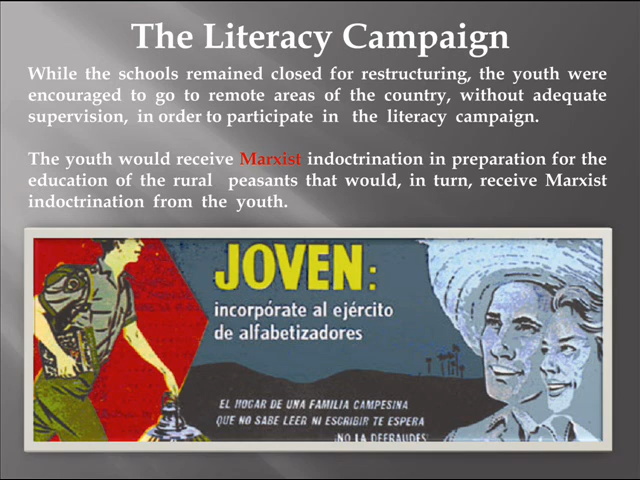 The Literacy Campaign
While the schools remained closed for restructuring, the youth were
encouraged to go to remote areas of the country, without adequate
supervision, in order to participate in the literacy campaign.
The youth would receive Marxist indoctrination in preparation for the
education of the rural peasants that would, in turn, receive Marxist
indoctrination from the youth.
JOVEN:
incorpórate al ejército
de alfabetizadores
EL HOGAR DE UNA FAMILIA CAMPESINA
QUE NO SABE LEER NI ESCRIBIR TE ESPERA
¡NO LA DEFRAUDES!